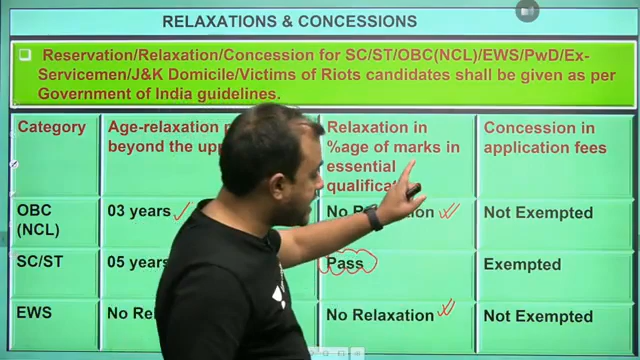 RELAXATIONS & CONCESSIONS
Reservation/Relaxation/Concession for SC/ST/OBC(NCL)/EWS/PwD/Ex-
Servicemen/J&K Domicile/Victims of Riots candidates shall be given as per
Government of India guidelines.
Category
Age-relaxation
beyond the
Relaxation in
%age of marks in
essential
Concession in
application fees
OBC
(NCL)
03 years
No Relaxation
Not Exempted
SC/ST
05 years
Pass
Exempted
EWS
No
No Relaxation
Not Exempted